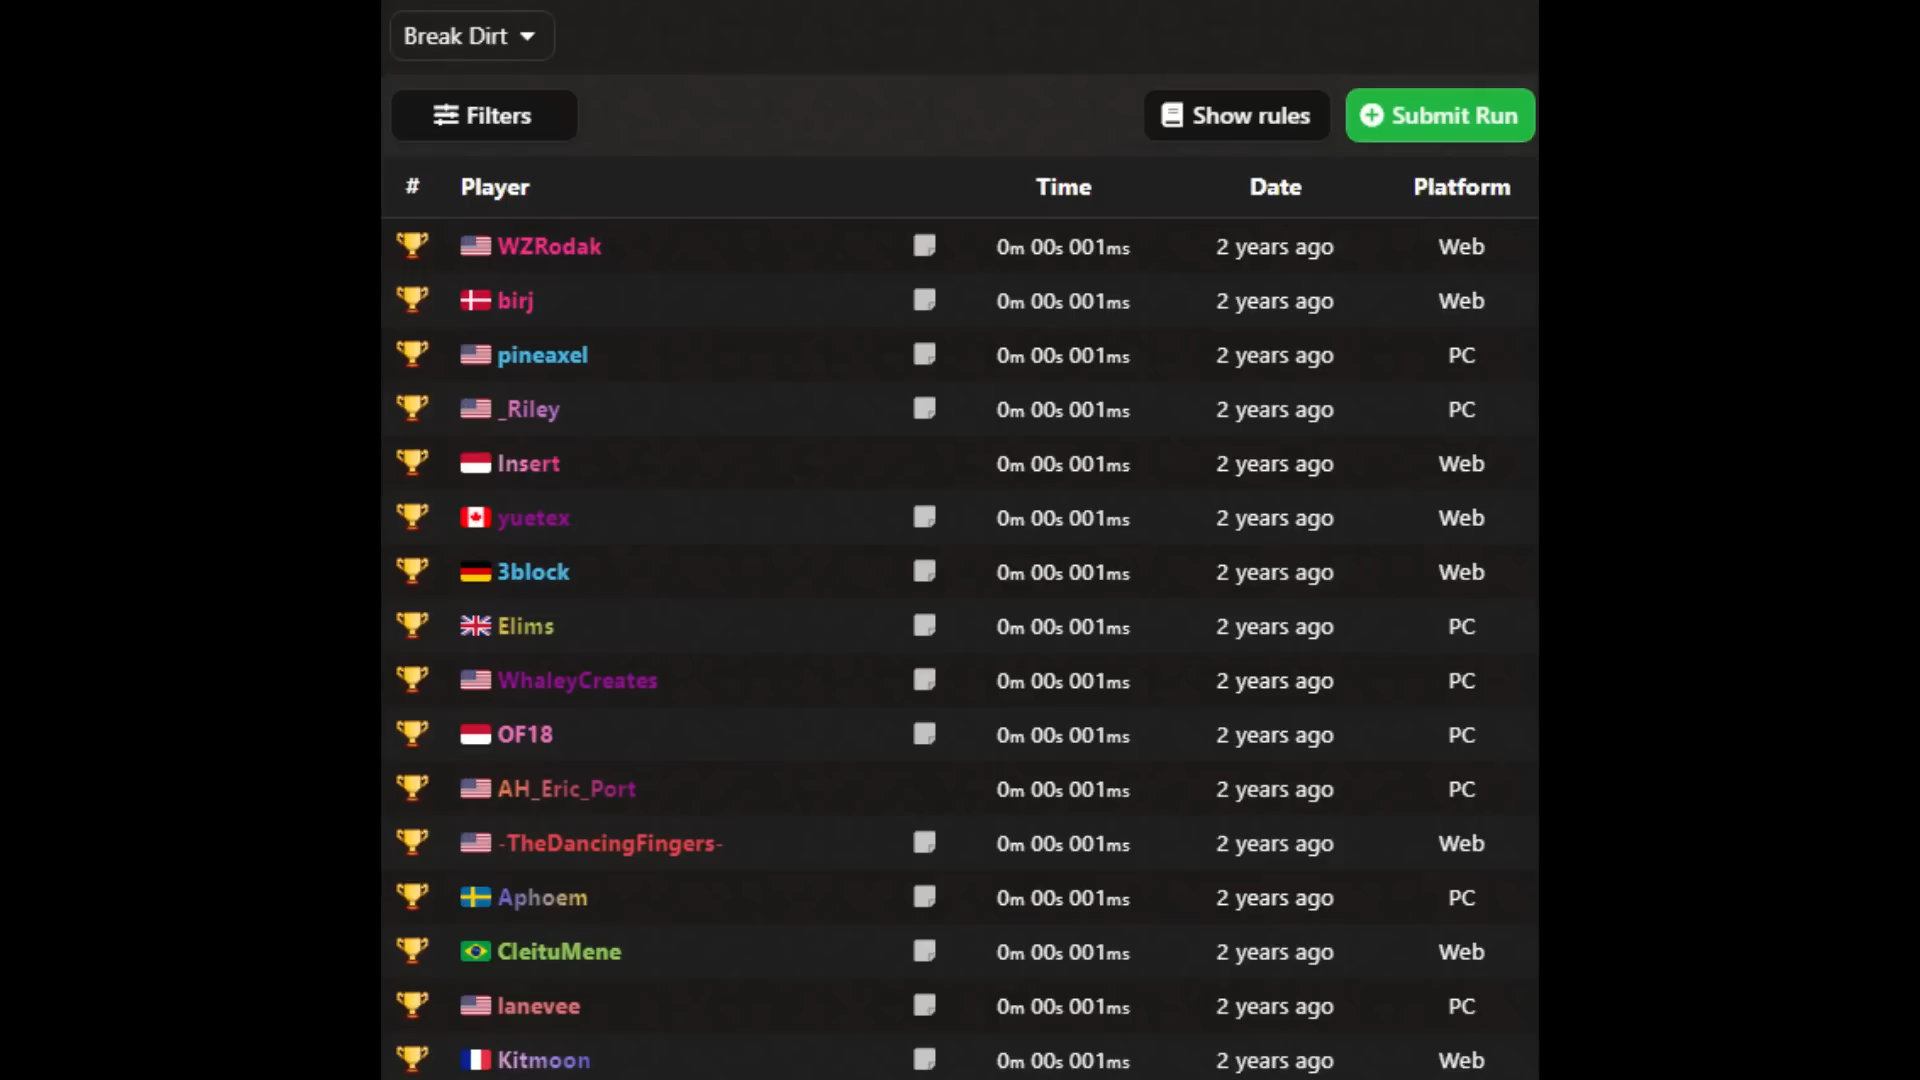 Break Dirt
Filters Show rules Submit Run
# Player Time Date Platform
WZRodak 0m 00s 001ms 2 years ago Web
birj 0m 00s 001ms 2 years ago Web
pineaxel 0m 00s 001ms 2 years ago PC
_Riley 0m 00s 001ms 2 years ago PC
Insert 0m 00s 001ms 2 years ago Web
yuetex 0m 00s 001ms 2 years ago Web
3block 0m 00s 001ms 2 years ago Web
Elims 0m 00s 001ms 2 years ago PC
WhaleyCreates 0m 00s 001ms 2 years ago PC
OF18 0m 00s 001ms 2 years ago PC
AH_Eric_Port 0m 00s 001ms 2 years ago PC
-TheDancingFingers- 0m 00s 001ms 2 years ago Web
Aphoem 0m 00s 001ms 2 years ago PC
CleituMene 0m 00s 001ms 2 years ago Web
lanevee 0m 00s 001ms 2 years ago PC
Kitmoon 0m 00s 001ms 2 years ago Web